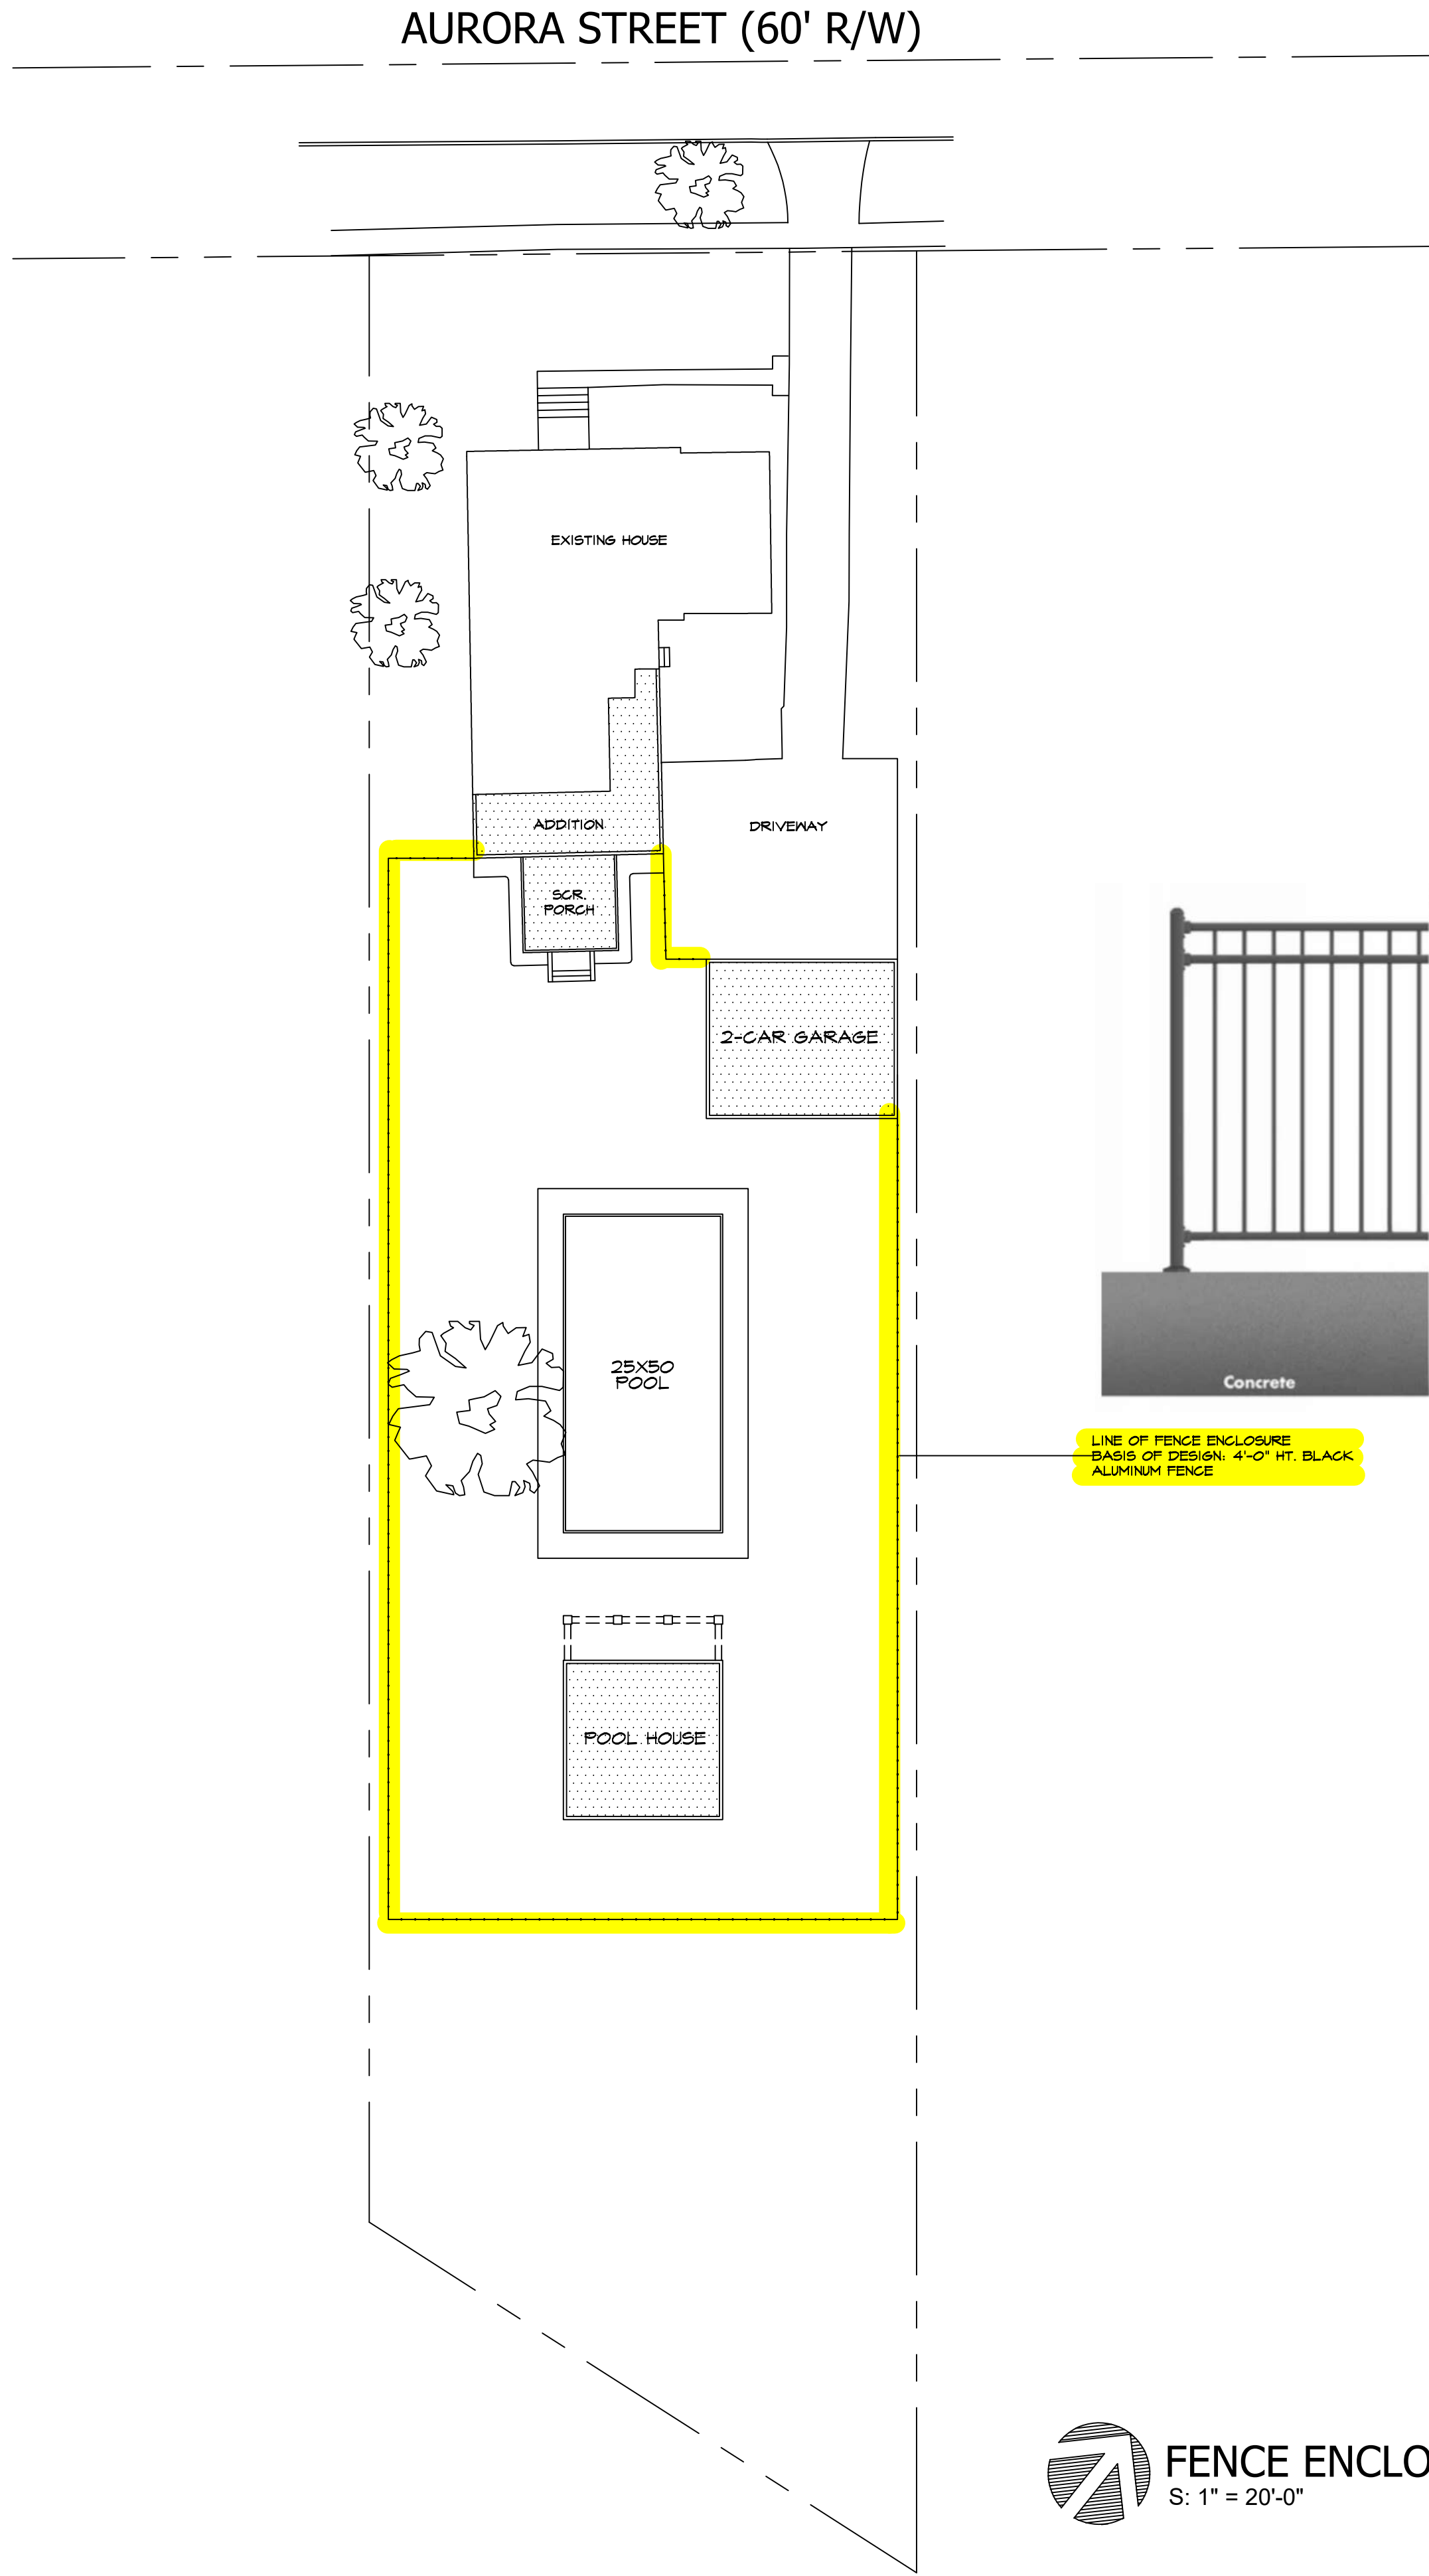 AURORA STREET (60' R/W)
EXISTING HOUSE
ADDITION
DRIVEWAY
SCR.
PORCH
2-CAR GARAGE
25X50
POOL
Concrete
LINE OF FENCE ENCLOSURE
BASIS OF DESIGN: 4'-0" HT. BLACK
ALUMINUM FENCE
POOL HOUSE
FENCE ENCLO
S: 1" = 20'-0"